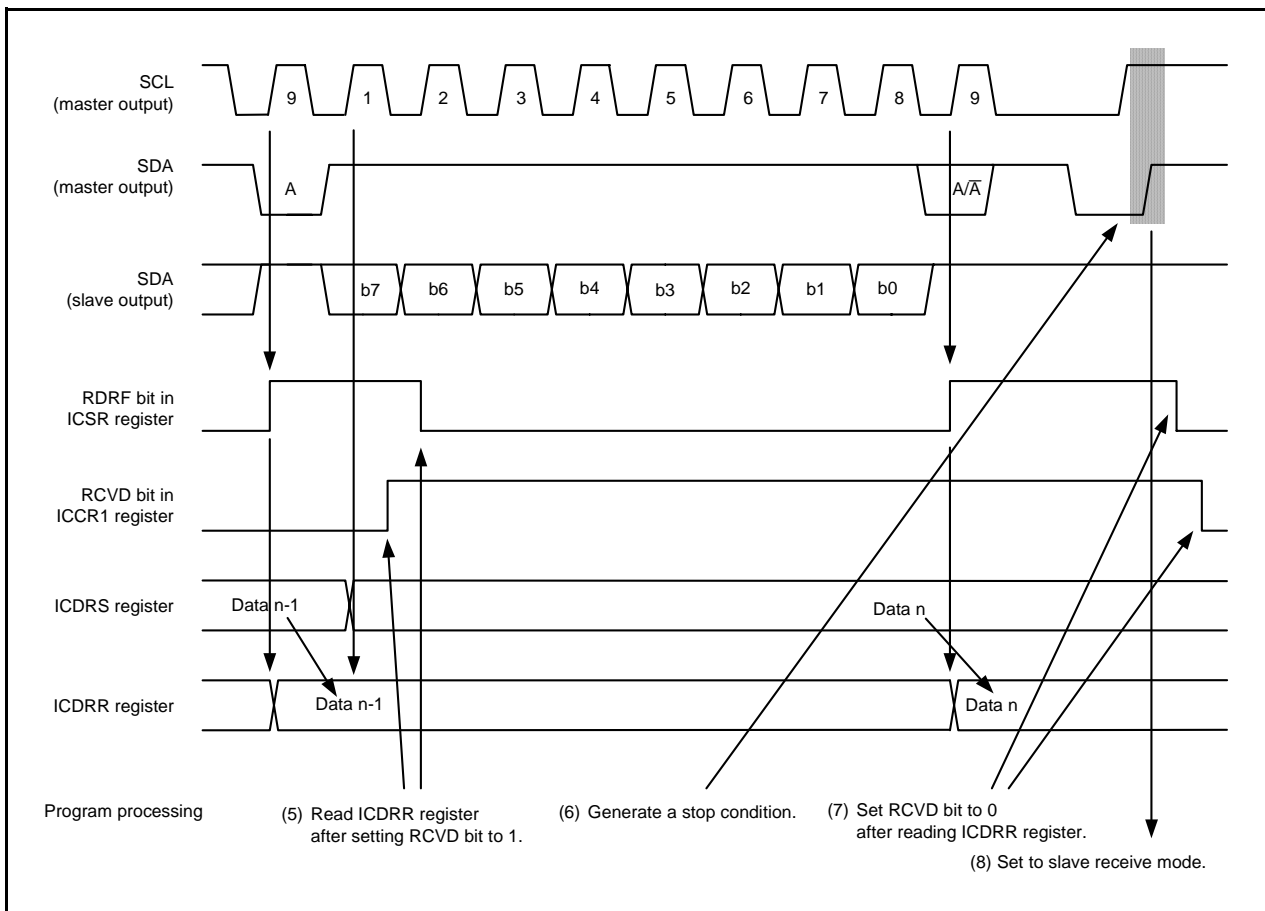 SCL
(master output)
9 1 2 3 4 5 6 7 8 9
SDA
(master output)
A A/A̅
SDA
(slave output)
b7 b6 b5 b4 b3 b2 b1 b0
RDRF bit in
ICSR register
RCVD bit in
ICCR1 register
ICDRS register
Data n-1 Data n
ICDRR register
Data n-1 Data n
Program processing
(5) Read ICDRR register
after setting RCVD bit to 1.
(6) Generate a stop condition.
(7) Set RCVD bit to 0
after reading ICDRR register.
(8) Set to slave receive mode.